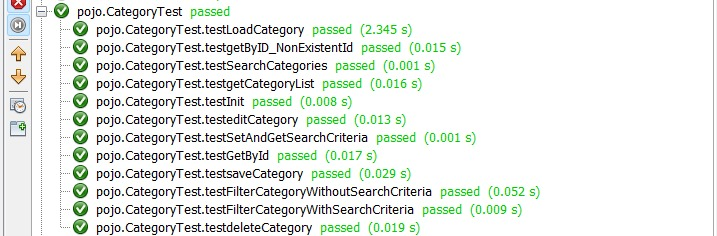 pojo.CategoryTest passed
pojo.CategoryTest.testLoadCategory passed (2.345 s)
pojo.CategoryTest.testgetByID_NonExistentId passed (0.015 s)
pojo.CategoryTest.testSearchCategories passed (0.001 s)
pojo.CategoryTest.testgetCategoryList passed (0.016 s)
pojo.CategoryTest.testInit passed (0.008 s)
pojo.CategoryTest.testeditCategory passed (0.013 s)
pojo.CategoryTest.testSetAndGetSearchCriteria passed (0.001 s)
pojo.CategoryTest.testGetById passed (0.017 s)
pojo.CategoryTest.testsaveCategory passed (0.029 s)
pojo.CategoryTest.testFilterCategoryWithoutSearchCriteria passed (0.052 s)
pojo.CategoryTest.testFilterCategoryWithSearchCriteria passed (0.009 s)
pojo.CategoryTest.testdeleteCategory passed (0.019 s)